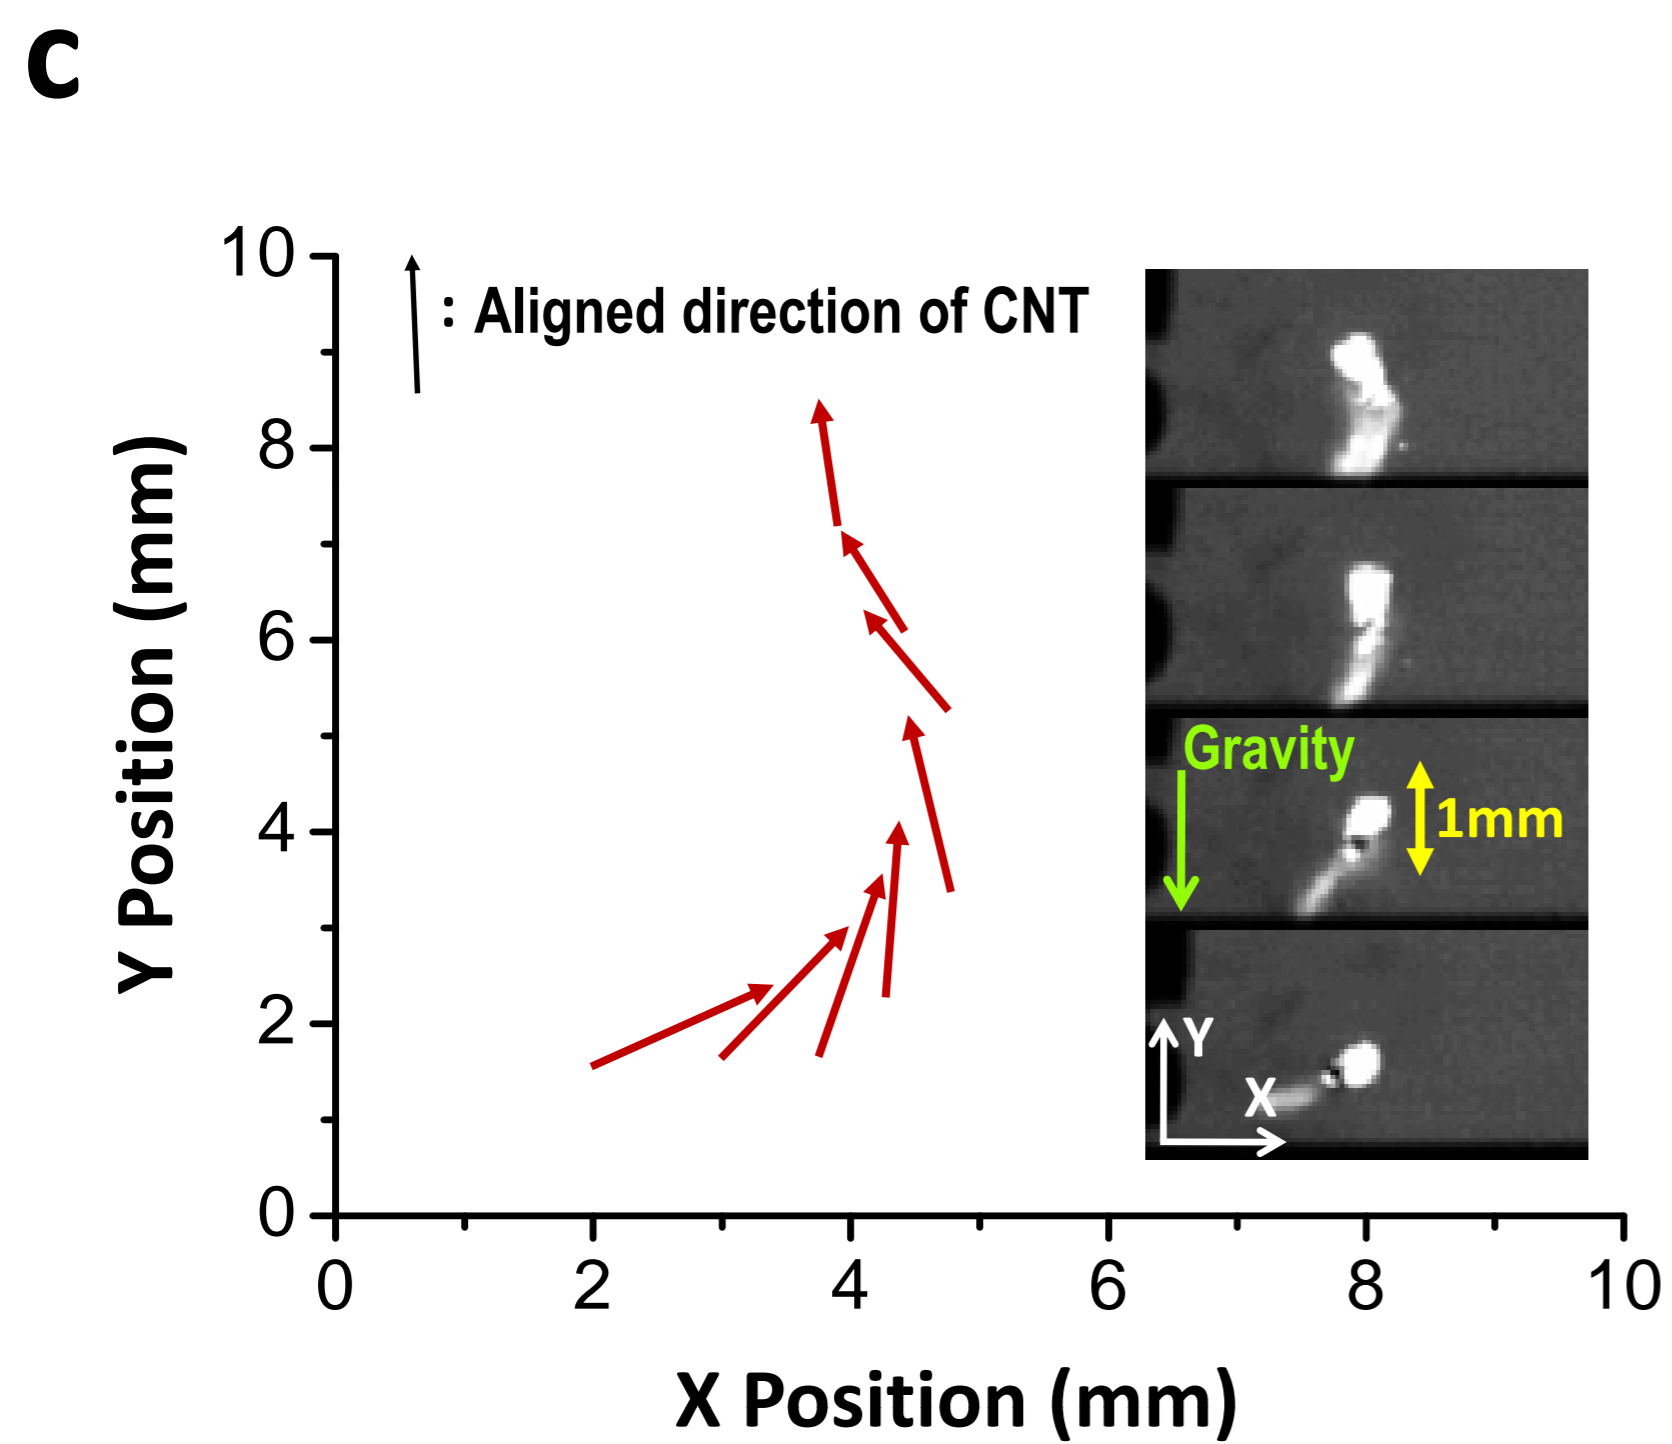 c
10
8
6
4
2
0
Y Position (mm)
: Aligned direction of CNT
Gravity
1mm
Y
X
0 2 4 6 8 10
X Position (mm)